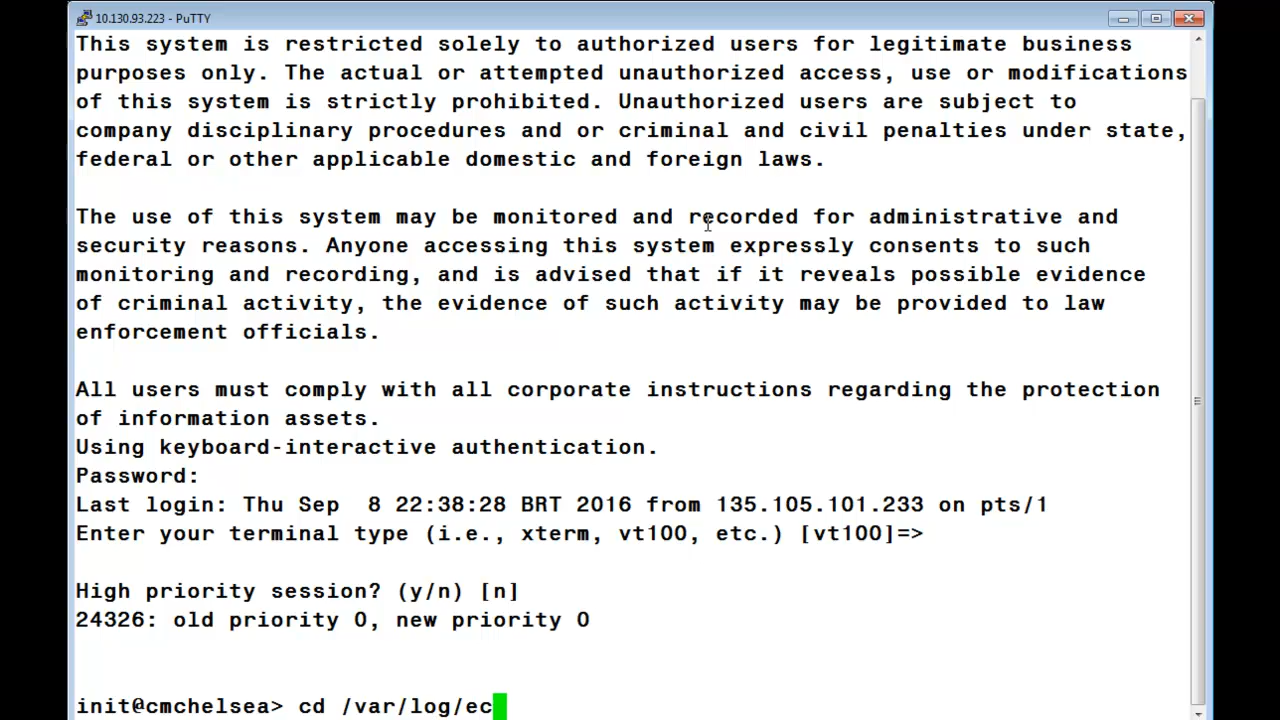 10.130.93.223 - PuTTY
This system is restricted solely to authorized users for legitimate business
purposes only. The actual or attempted unauthorized access, use or modifications
of this system is strictly prohibited. Unauthorized users are subject to
company disciplinary procedures and or criminal and civil penalties under state,
federal or other applicable domestic and foreign laws.
The use of this system may be monitored and recorded for administrative and
security reasons. Anyone accessing this system expressly consents to such
monitoring and recording, and is advised that if it reveals possible evidence
of criminal activity, the evidence of such activity may be provided to law
enforcement officials.
All users must comply with all corporate instructions regarding the protection
of information assets.
Using keyboard-interactive authentication.
Password:
Last login: Thu Sep  8 22:38:28 BRT 2016 from 135.105.101.233 on pts/1
Enter your terminal type (i.e., xterm, vt100, etc.) [vt100]=>
High priority session? (y/n) [n]
24326: old priority 0, new priority 0
init@cmchelsea> cd /var/log/ec